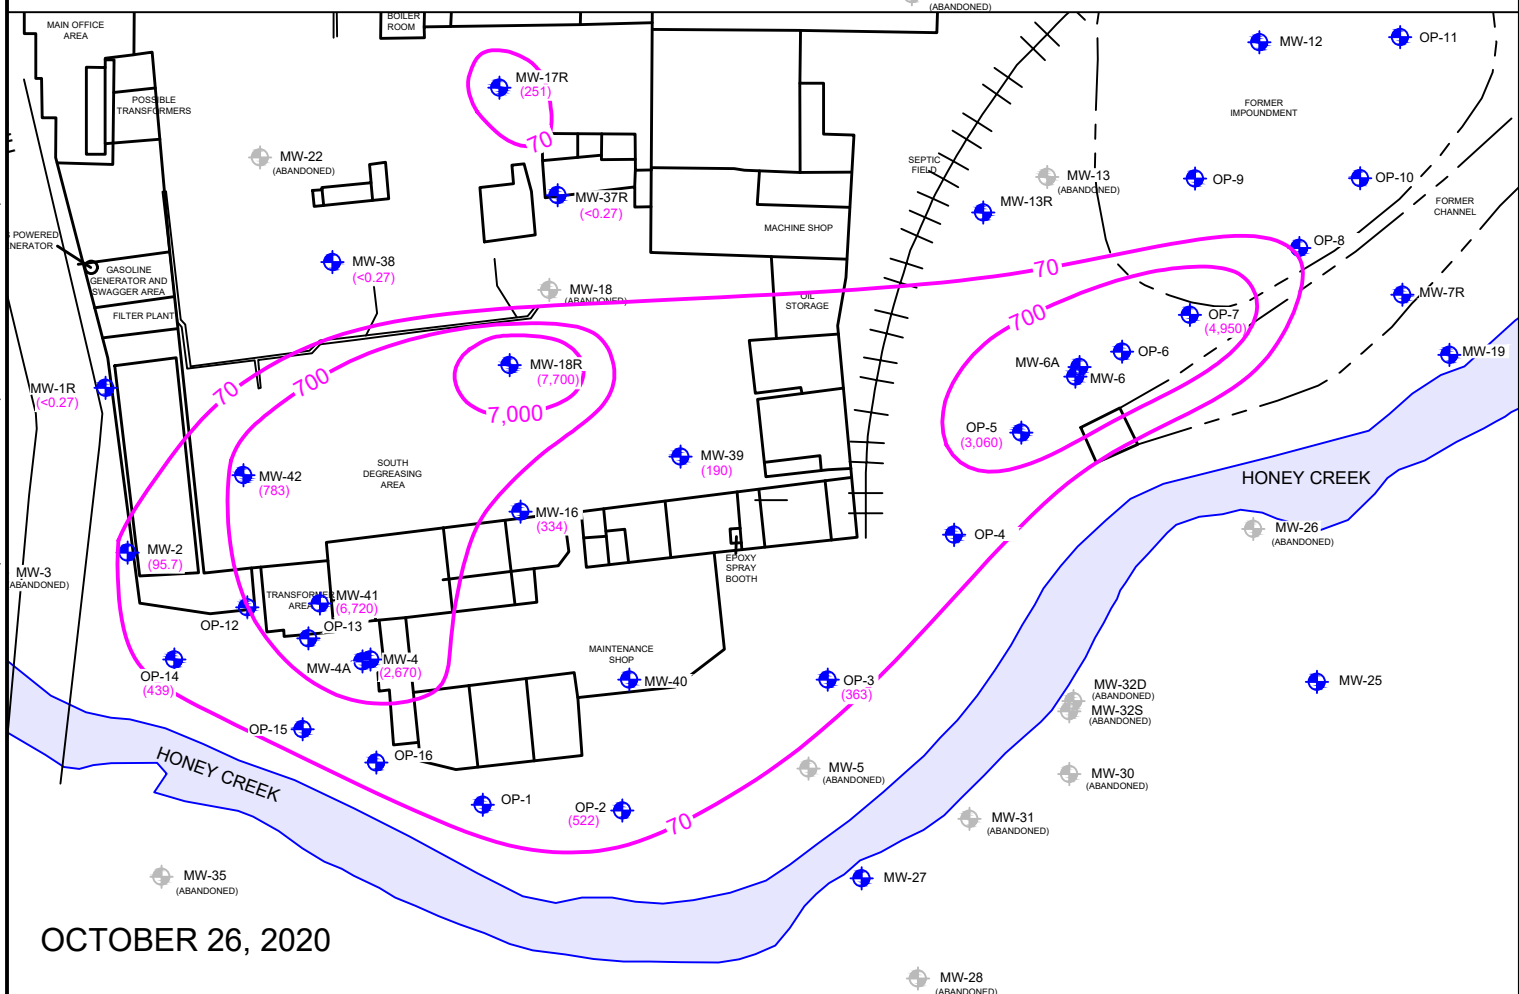 (ABANDONED)
MAIN OFFICE
AREA
BOILER
ROOM
MW-12
OP-11
MW-17R
(251)
POSSIBLE
TRANSFORMERS
FORMER
IMPOUNDMENT
70
MW-22
(ABANDONED)
SEPTIC
FIELD
MW-13
(ABANDONED)
OP-9
OP-10
MW-37R
(<0.27)
MW-13R
FORMER
CHANNEL
MACHINE SHOP
POWERED
NERATOR
OP-8
MW-38
(<0.27)
GASOLINE
GENERATOR AND
SWAGGER AREA
70
MW-18
(ABANDONED)
OIL
STORAGE
MW-7R
FILTER PLANT
700
OP-7
(4,950)
MW-6A
OP-6
MW-19
MW-18R
(7,700)
MW-6
MW-1R
(<0.27)
70
700
7,000
OP-5
(3,060)
MW-39
(190)
SOUTH
DEGREASING
AREA
MW-42
(783)
HONEY CREEK
MW-16
(334)
MW-26
(ABANDONED)
OP-4
MW-2
(95.7)
EPOXY
SPRAY
BOOTH
MW-3
ABANDONED)
TRANSFORMER
AREA
MW-41
(6,720)
OP-12
OP-13
MAINTENANCE
SHOP
MW-4A
MW-4
(2,670)
OP-14
(439)
MW-40
OP-3
(363)
MW-25
MW-32D
(ABANDONED)
MW-32S
(ABANDONED)
OP-15
OP-16
HONEY CREEK
MW-5
(ABANDONED)
MW-30
(ABANDONED)
OP-1
OP-2
(522)
70
MW-31
(ABANDONED)
MW-35
(ABANDONED)
MW-27
OCTOBER 26, 2020
MW-28
(ABANDONED)